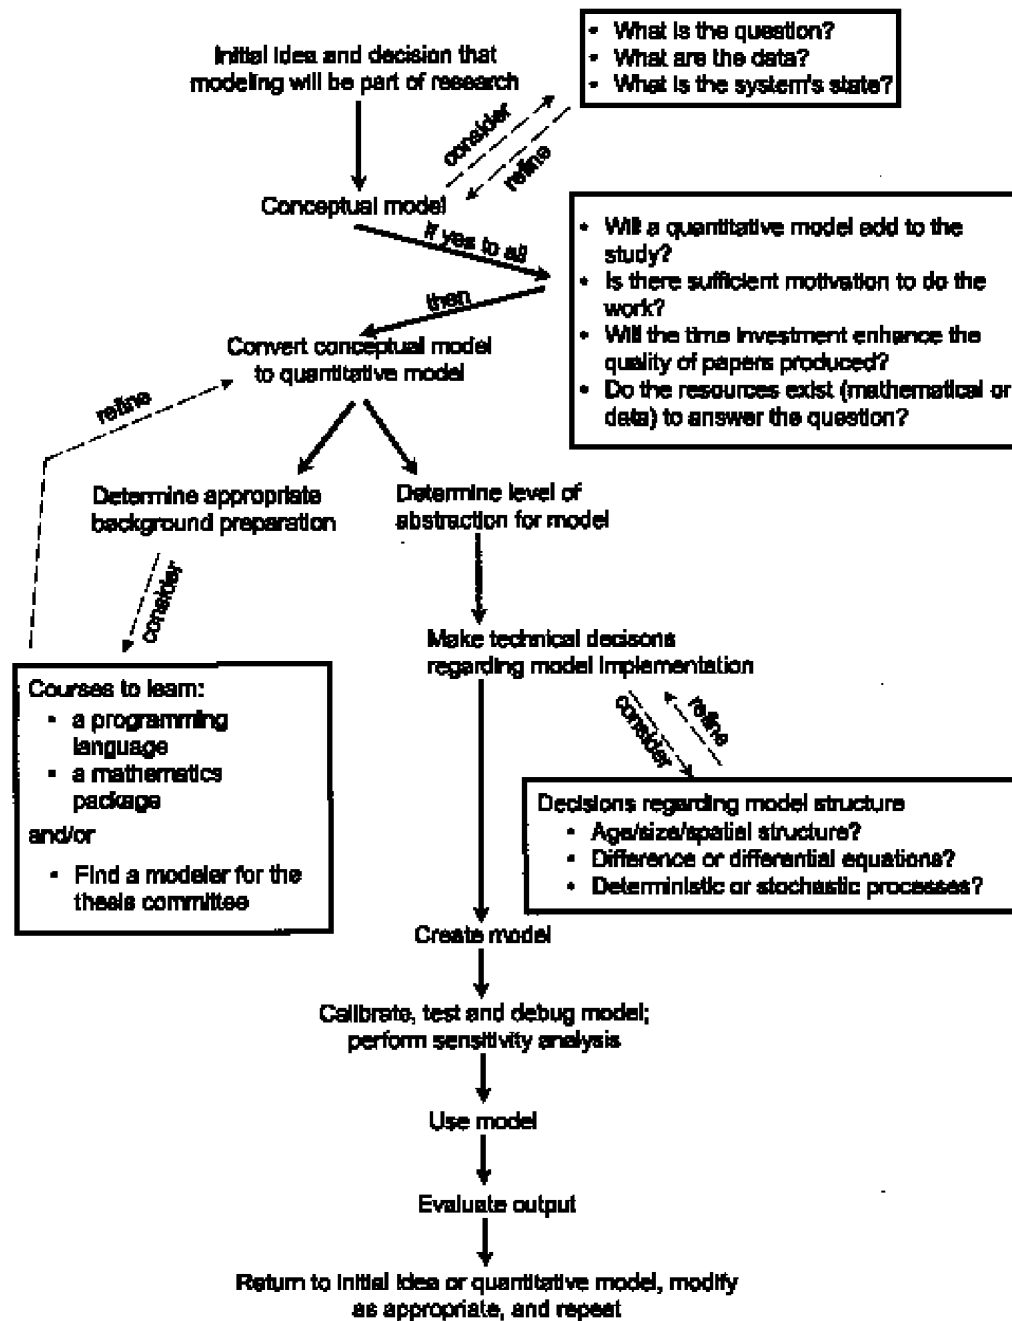 Initial idea and decision that
modeling will be part of research
• What is the question?
• What are the data?
• What is the system's state?
consider
refine
Conceptual model
if yes to all
• Will a quantitative model add to the
study?
• Is there sufficient motivation to do the
work?
• Will the time investment enhance the
quality of papers produced?
• Do the resources exist (mathematical or
data) to answer the question?
then
Convert conceptual model
to quantitative model
refine
Determine appropriate
background preparation
Determine level of
abstraction for model
consider
Make technical decisons
regarding model implementation
Courses to learn:
• a programming
language
• a mathematics
package
and/or
• Find a modeler for the
thesis committee
consider
refine
Decisions regarding model structure
• Age/size/spatial structure?
• Difference or differential equations?
• Deterministic or stochastic processes?
Create model
Calibrate, test and debug model;
perform sensitivity analysis
Use model
Evaluate output
Return to initial idea or quantitative model, modify
as appropriate, and repeat